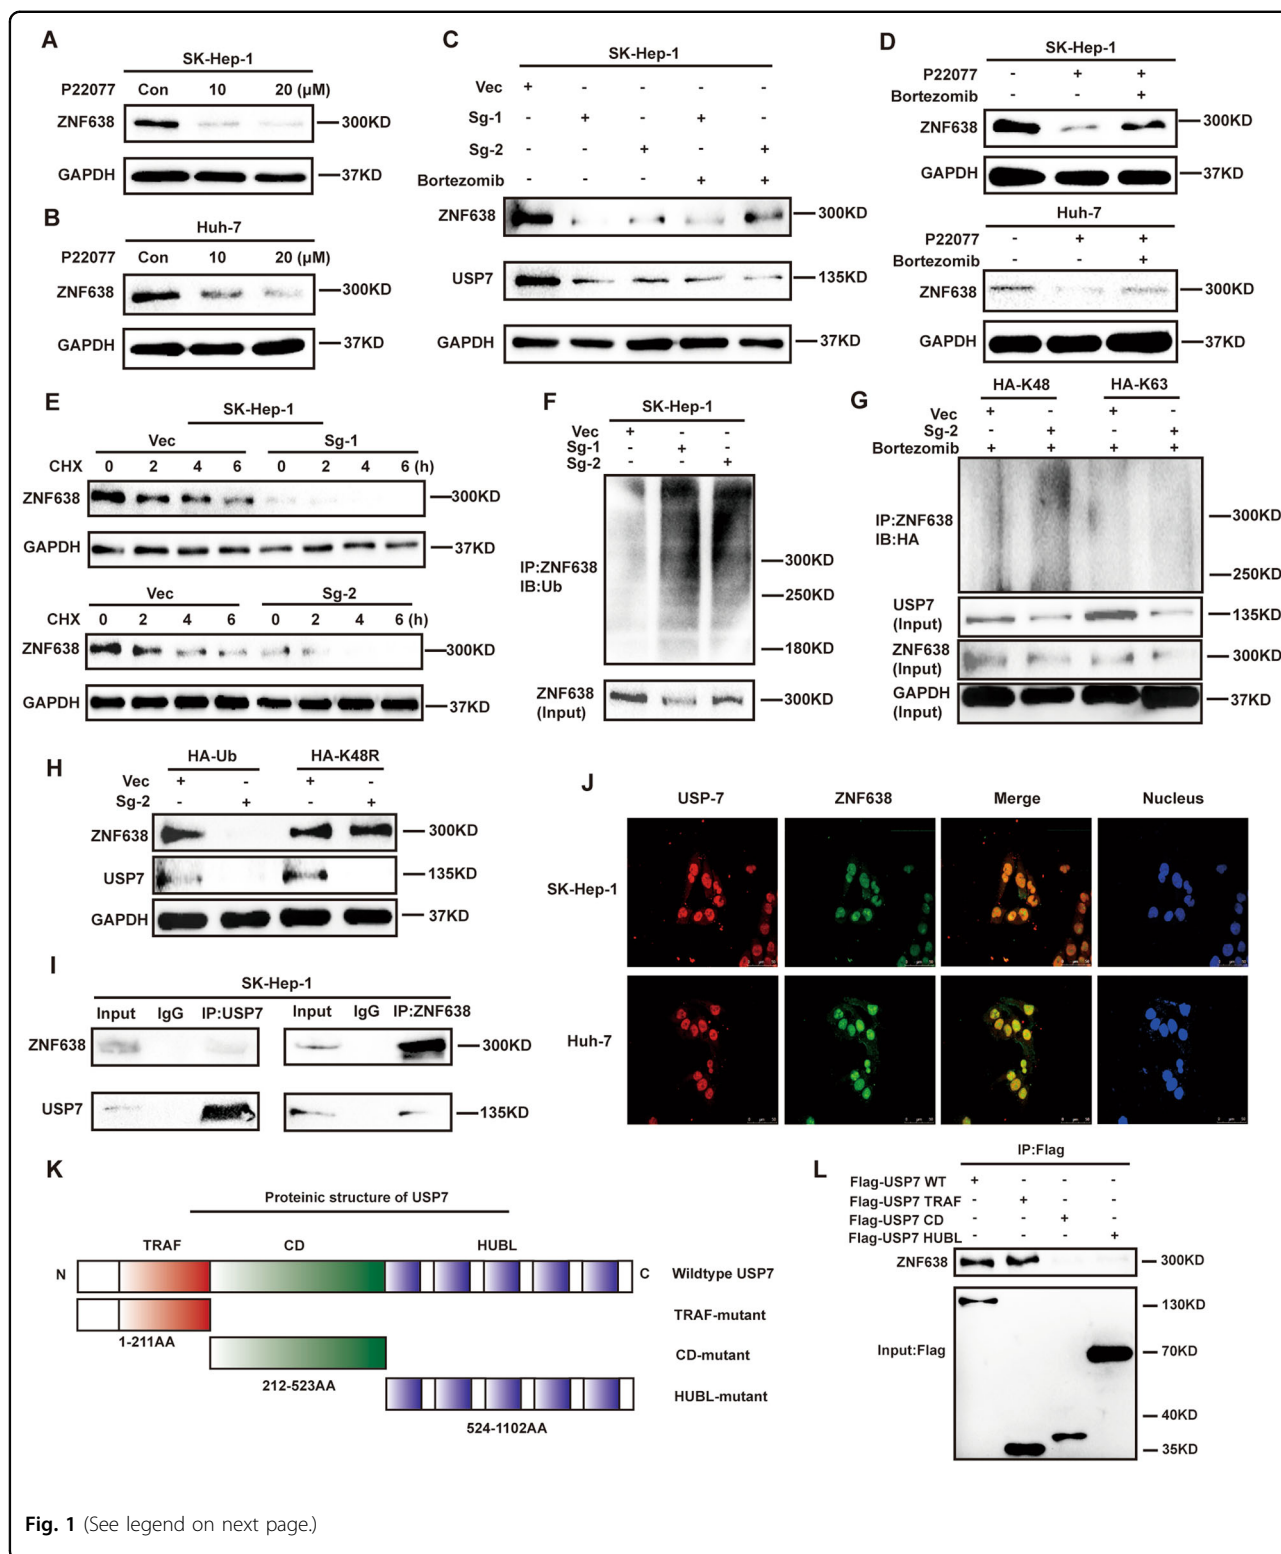 A
SK-Hep-1
P22077 Con 10 20 (μM)
ZNF638 300KD
GAPDH 37KD
B
Huh-7
P22077 Con 10 20 (μM)
ZNF638 300KD
GAPDH 37KD
C
SK-Hep-1
Vec + - - - -
Sg-1 - + - + -
Sg-2 - - + - +
Bortezomib - - - + +
ZNF638 300KD
USP7 135KD
GAPDH 37KD
D
SK-Hep-1
P22077 - + +
Bortezomib - - +
ZNF638 300KD
GAPDH 37KD
Huh-7
P22077 - + +
Bortezomib - - +
ZNF638 300KD
GAPDH 37KD
E
SK-Hep-1
Vec Sg-1
CHX 0 2 4 6 0 2 4 6 (h)
ZNF638 300KD
GAPDH 37KD
Vec Sg-2
CHX 0 2 4 6 0 2 4 6 (h)
ZNF638 300KD
GAPDH 37KD
F
SK-Hep-1
Vec + - -
Sg-1 - + -
Sg-2 - - +
IP:ZNF638
IB:Ub
300KD
250KD
180KD
ZNF638
(Input)
300KD
G
HA-K48 HA-K63
Vec + - + -
Sg-2 - + - +
Bortezomib + + + +
IP:ZNF638
IB:HA
300KD
250KD
USP7
(Input)
135KD
ZNF638
(Input)
300KD
GAPDH
(Input)
37KD
H
HA-Ub HA-K48R
Vec + - + -
Sg-2 - + - +
ZNF638 300KD
USP7 135KD
GAPDH 37KD
I
SK-Hep-1
Input IgG IP:USP7 Input IgG IP:ZNF638
ZNF638 300KD
USP7 135KD
J
USP-7 ZNF638 Merge Nucleus
SK-Hep-1
Huh-7
K
Proteinic structure of USP7
TRAF CD HUBL
N C Wildtype USP7
TRAF-mutant
1-211AA
CD-mutant
212-523AA
HUBL-mutant
524-1102AA
L
IP:Flag
Flag-USP7 WT + - - -
Flag-USP7 TRAF - + - -
Flag-USP7 CD - - + -
Flag-USP7 HUBL - - - +
ZNF638 300KD
Input:Flag
130KD
70KD
40KD
35KD
Fig. 1 (See legend on next page.)